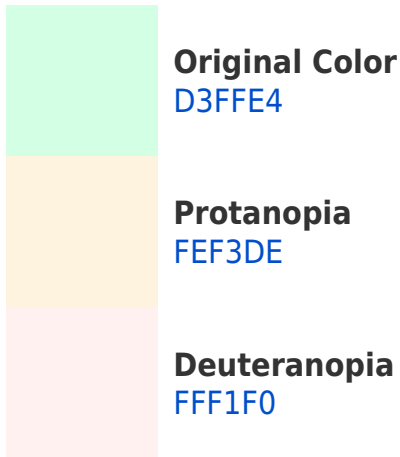 Original Color
D3FFE4
Protanopia
FEF3DE
Deuteranopia
FFF1F0